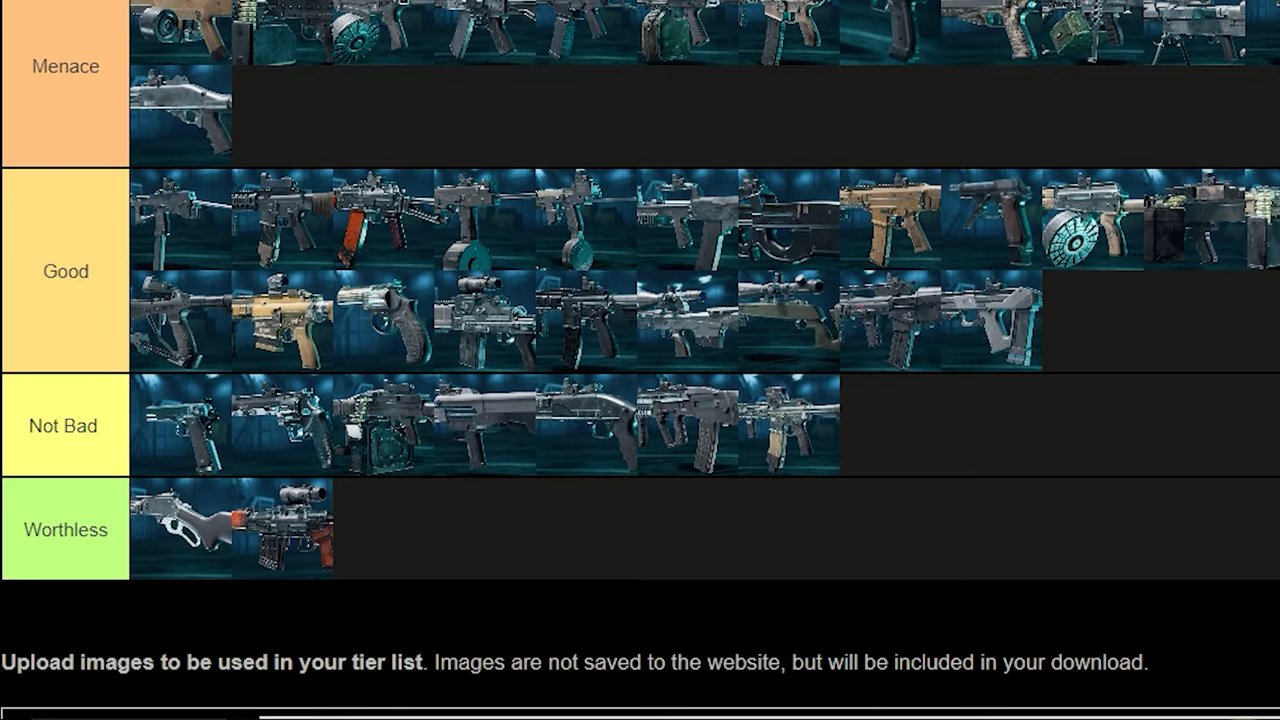 Menace
Good
Not Bad
Worthless
Upload images to be used in your tier list. Images are not saved to the website, but will be included in your download.